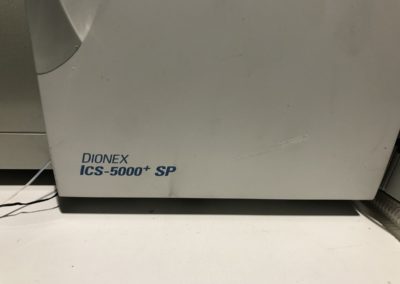 DIONEX
ICS-5000+ SP